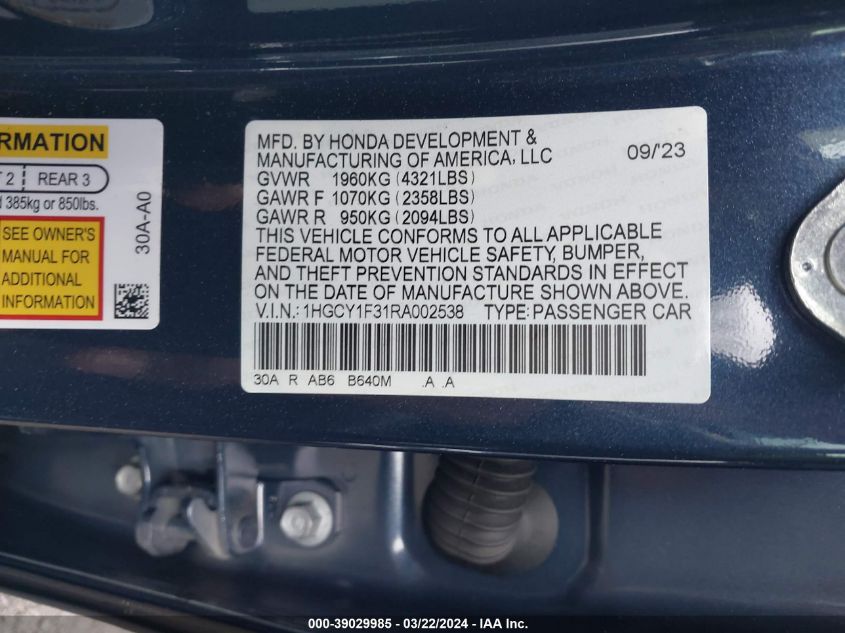 RMATION
T 2 REAR 3
d 385kg or 850lbs.
SEE OWNER'S
MANUAL FOR
ADDITIONAL
INFORMATION
30A-A0
MFD. BY HONDA DEVELOPMENT &
MANUFACTURING OF AMERICA, LLC 09/'23
GVWR 1960KG (4321LBS)
GAWR F 1070KG (2358LBS)
GAWR R 950KG (2094LBS)
THIS VEHICLE CONFORMS TO ALL APPLICABLE
FEDERAL MOTOR VEHICLE SAFETY, BUMPER,
AND THEFT PREVENTION STANDARDS IN EFFECT
ON THE DATE OF MANUFACTURE SHOWN ABOVE.
V.I.N.: 1HGCY1F31RA002538 TYPE: PASSENGER CAR
30A R AB6 B640M .A .A
000-39029985 - 03/22/2024 - IAA Inc.